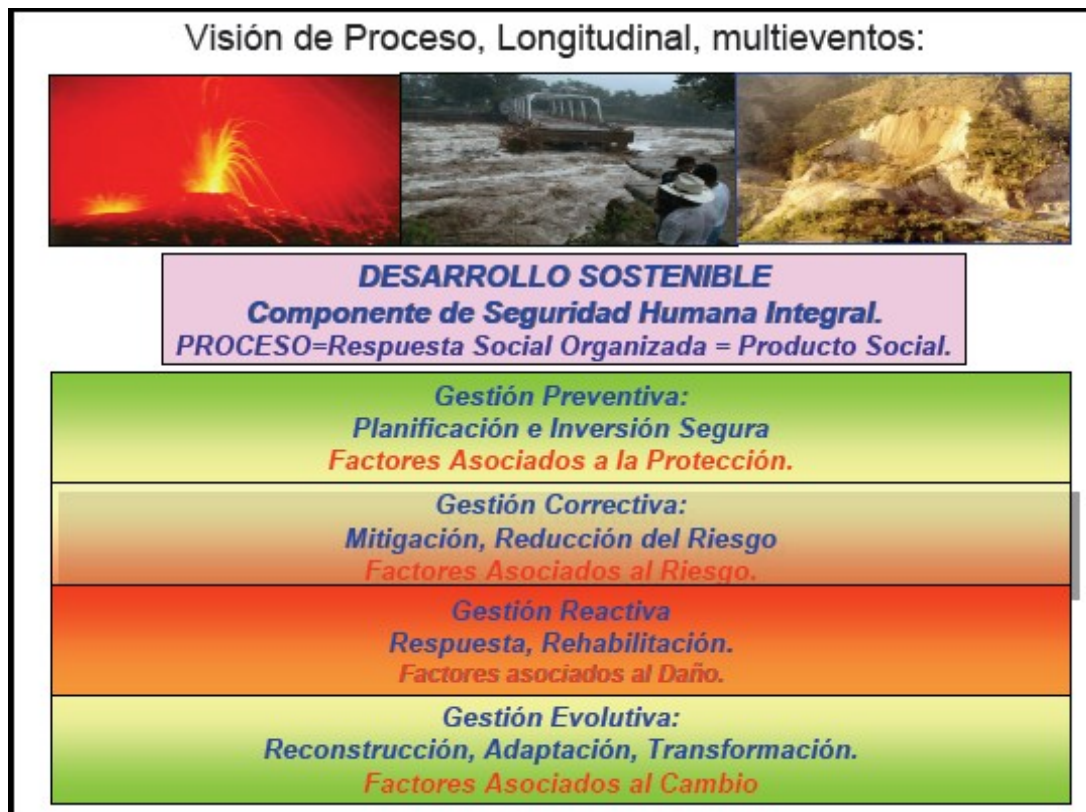 Visión de Proceso, Longitudinal, multieventos:
DESARROLLO SOSTENIBLE
Componente de Seguridad Humana Integral.
PROCESO=Respuesta Social Organizada = Producto Social.
Gestión Preventiva:
Planificación e Inversión Segura
Factores Asociados a la Protección.
Gestión Correctiva:
Mitigación, Reducción del Riesgo
Factores Asociados al Riesgo.
Gestión Reactiva
Respuesta, Rehabilitación.
Factores asociados al Daño.
Gestión Evolutiva:
Reconstrucción, Adaptación, Transformación.
Factores Asociados al Cambio